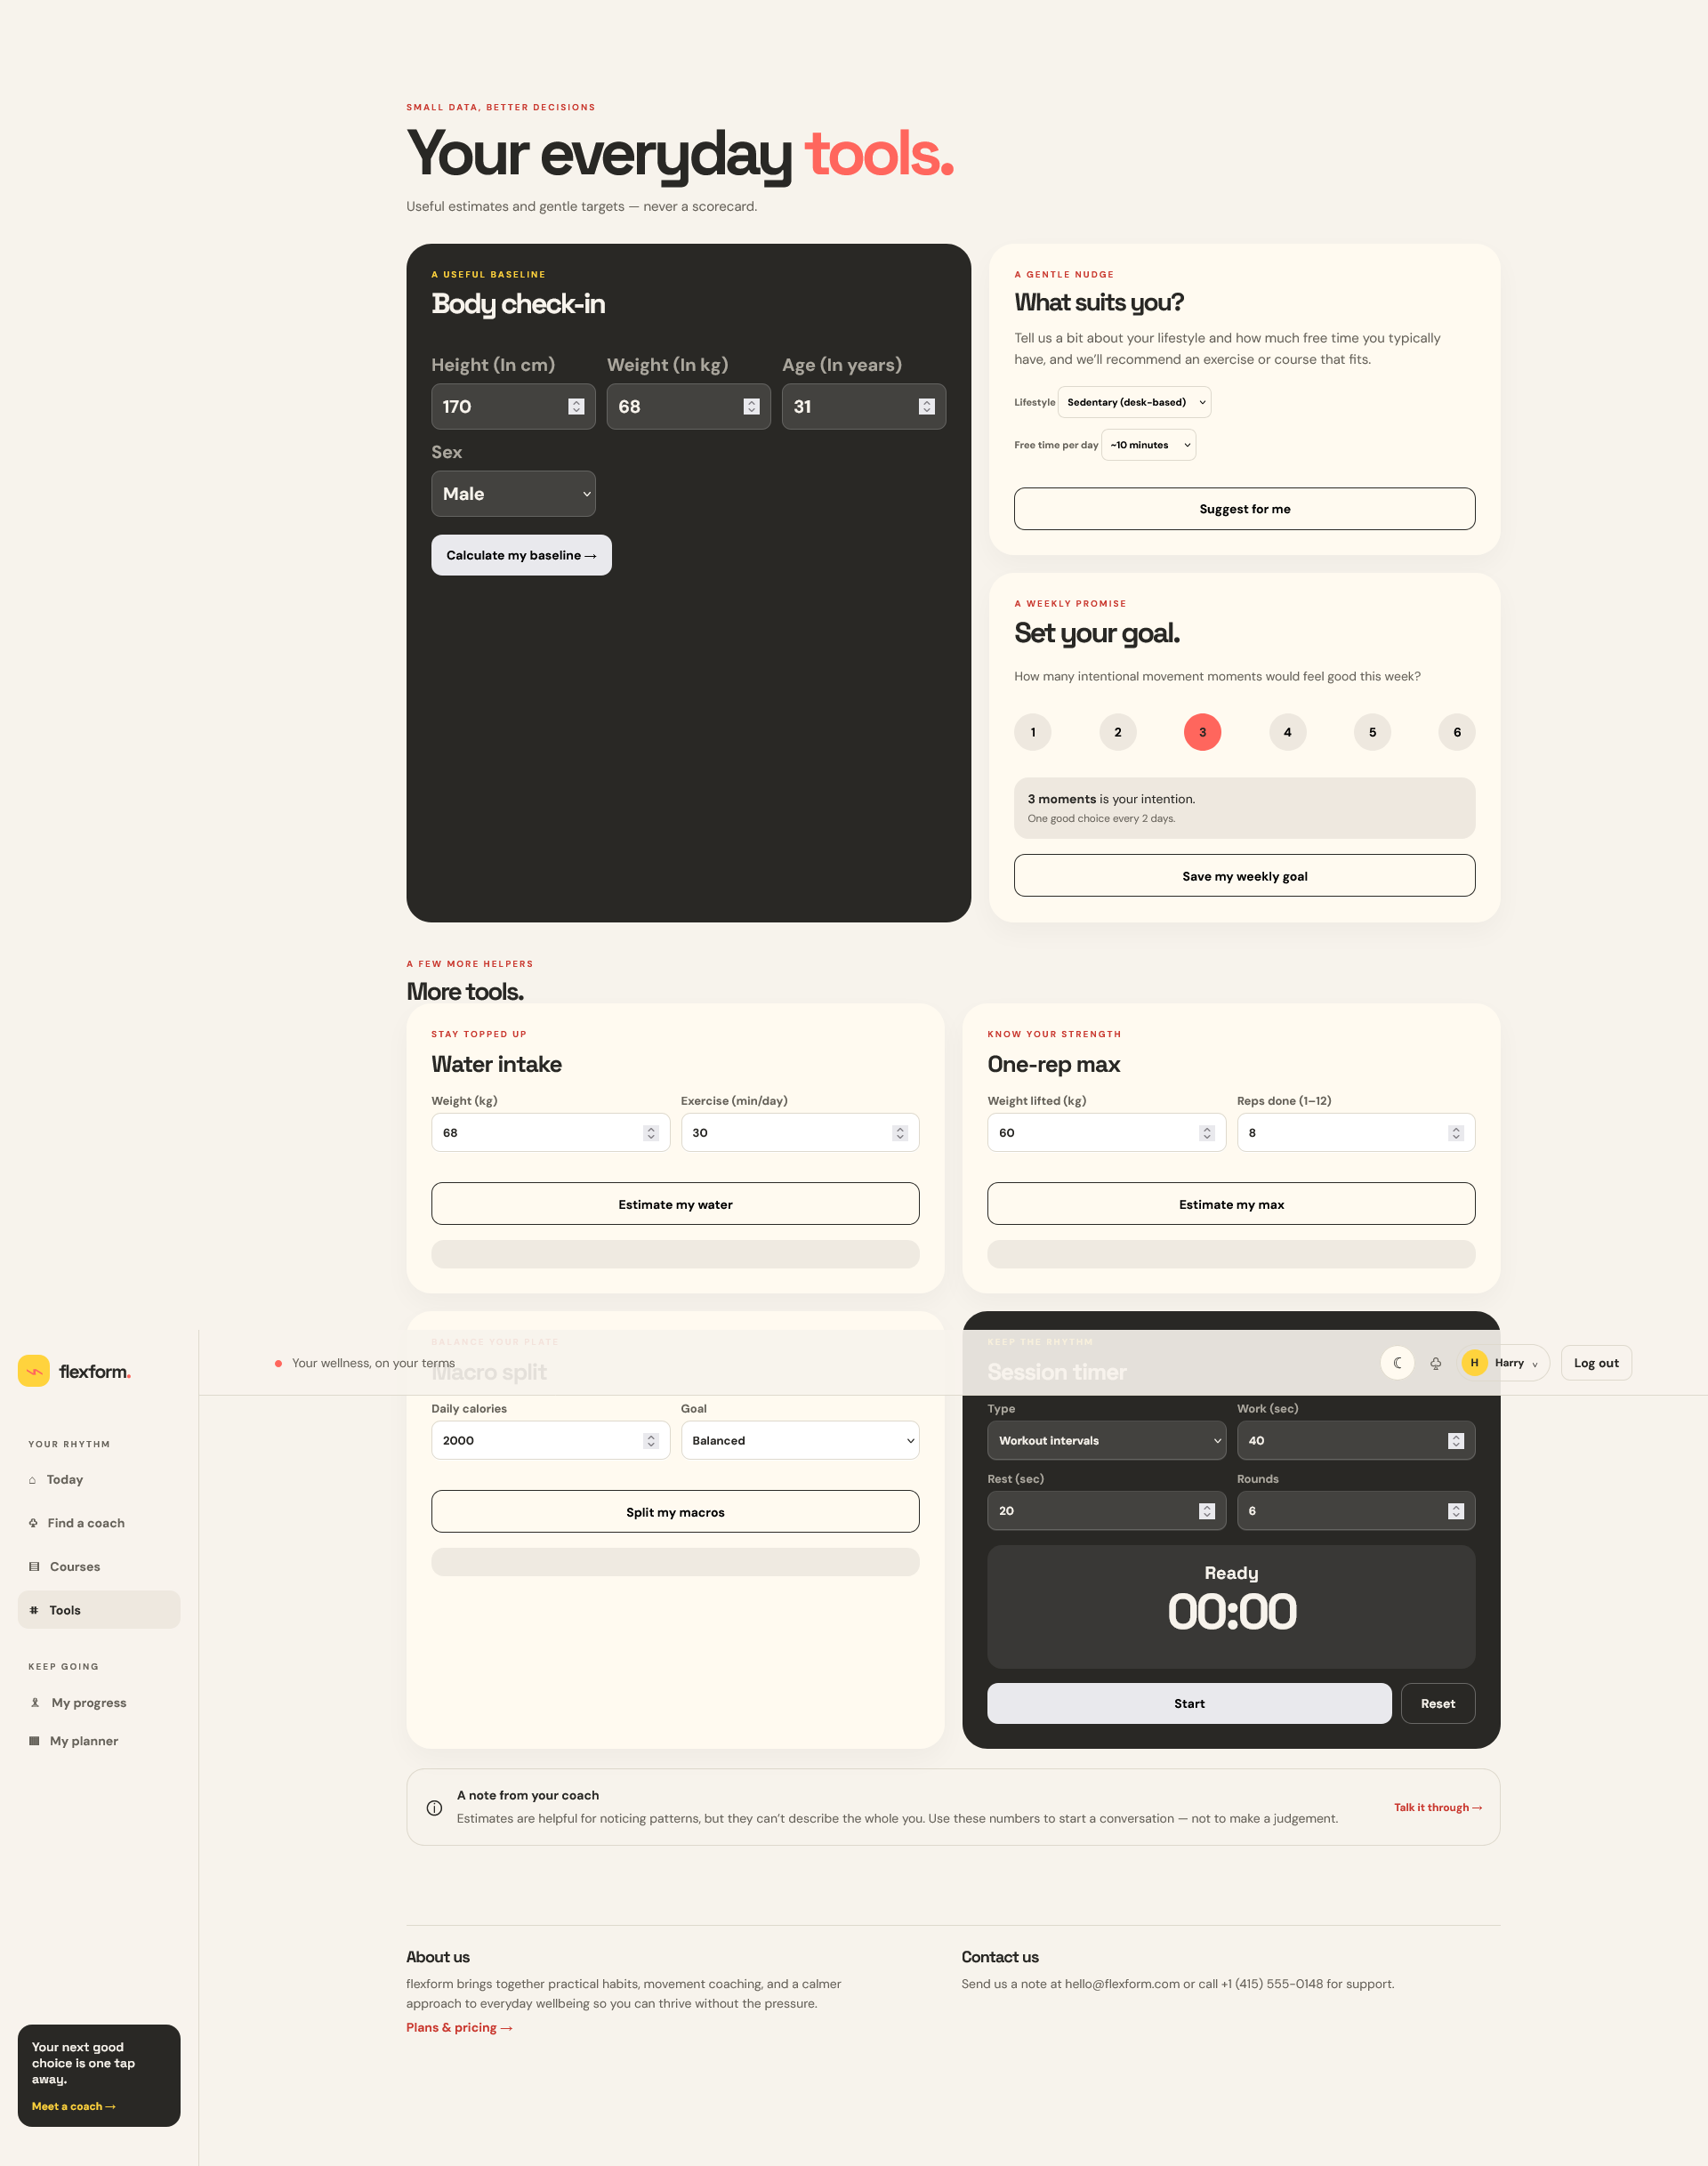 SMALL DATA, BETTER DECISIONS
Your everyday tools.
Useful estimates and gentle targets — never a scorecard.
A USEFUL BASELINE
Body check-in
Height (In cm)
Weight (In kg)
Age (In years)
170
68
31
Sex
Male
Calculate my baseline →
A GENTLE NUDGE
What suits you?
Tell us a bit about your lifestyle and how much free time you typically
have, and we’ll recommend an exercise or course that fits.
Lifestyle Sedentary (desk-based)
Free time per day ~10 minutes
Suggest for me
A WEEKLY PROMISE
Set your goal.
How many intentional movement moments would feel good this week?
1 2 3 4 5 6
3 moments is your intention.
One good choice every 2 days.
Save my weekly goal
A FEW MORE HELPERS
More tools.
STAY TOPPED UP
Water intake
Weight (kg)
Exercise (min/day)
68
30
Estimate my water
KNOW YOUR STRENGTH
One-rep max
Weight lifted (kg)
Reps done (1–12)
60
8
Estimate my max
BALANCE YOUR PLATE
Macro split
Daily calories
Goal
2000
Balanced
Split my macros
KEEP THE RHYTHM
Session timer
Type
Work (sec)
Workout intervals
40
Rest (sec)
Rounds
20
6
Ready
00:00
Start
Reset
flexform.
Your wellness, on your terms
H Harry
Log out
YOUR RHYTHM
Today
Find a coach
Courses
Tools
KEEP GOING
My progress
My planner
Your next good
choice is one tap
away.
Meet a coach →
A note from your coach
Estimates are helpful for noticing patterns, but they can’t describe the whole you. Use these numbers to start a conversation — not to make a judgement.
Talk it through →
About us
flexform brings together practical habits, movement coaching, and a calmer
approach to everyday wellbeing so you can thrive without the pressure.
Plans & pricing →
Contact us
Send us a note at hello@flexform.com or call +1 (415) 555-0148 for support.